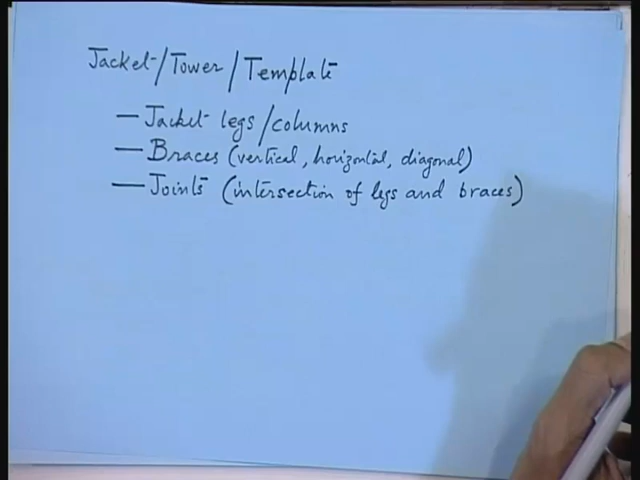 Jacket/Tower/Template
— Jacket legs/columns
— Braces (vertical, horizontal, diagonal)
— Joints (intersection of legs and braces)